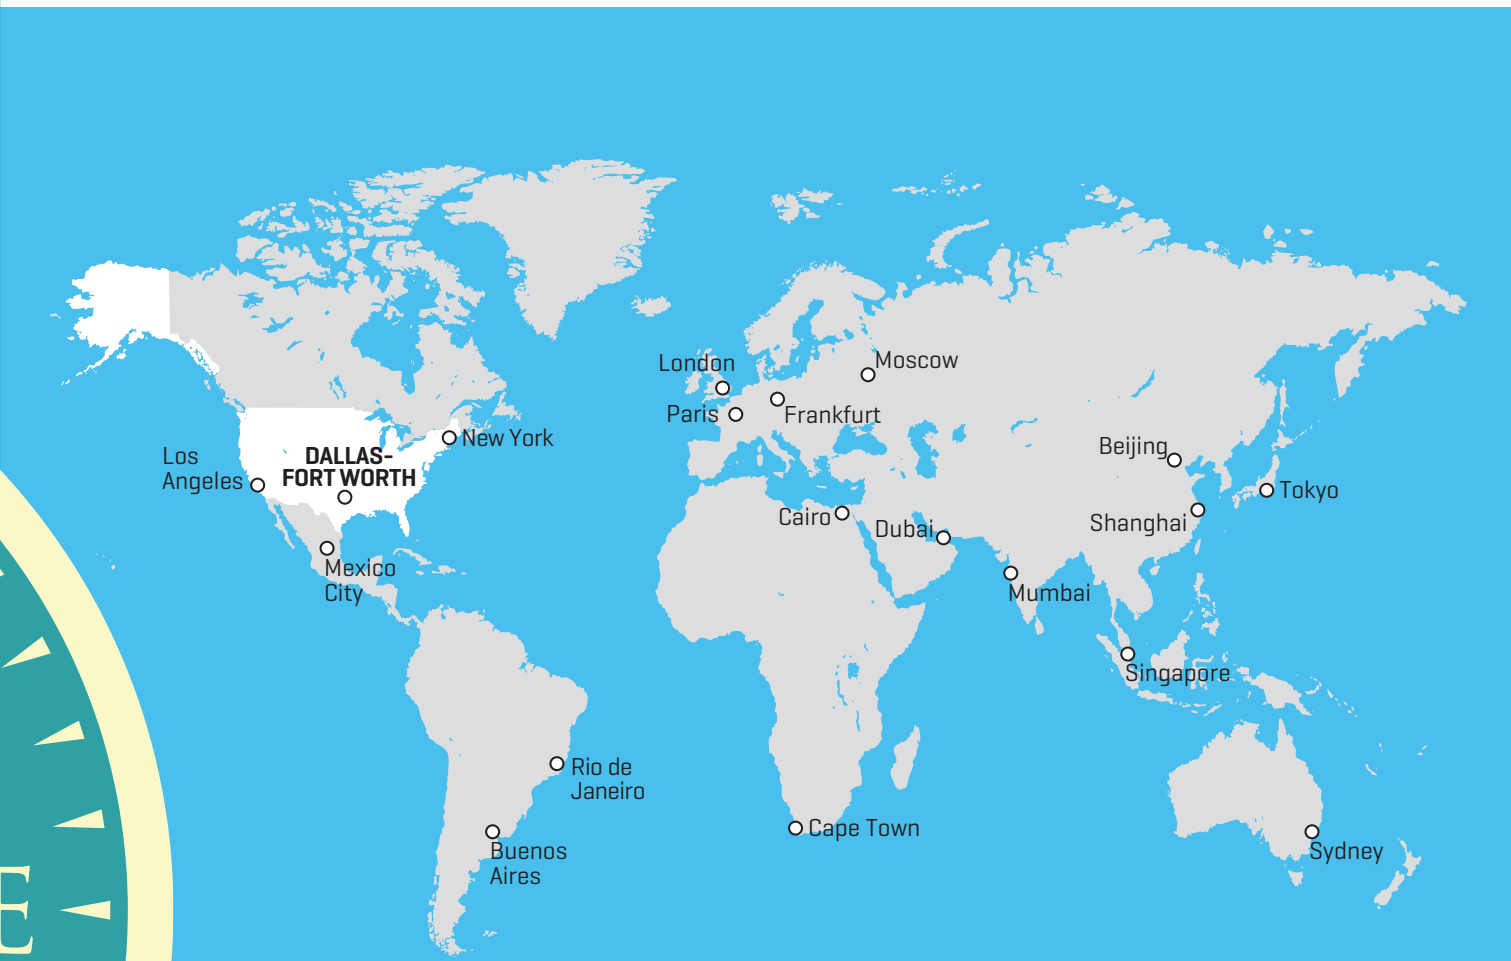 London
Moscow
Paris
Frankfurt
New York
Los
Angeles
DALLAS-
FORT WORTH
Beijing
Tokyo
Shanghai
Cairo
Dubai
Mexico
City
Mumbai
Singapore
Rio de
Janeiro
Cape Town
Buenos
Aires
Sydney
E